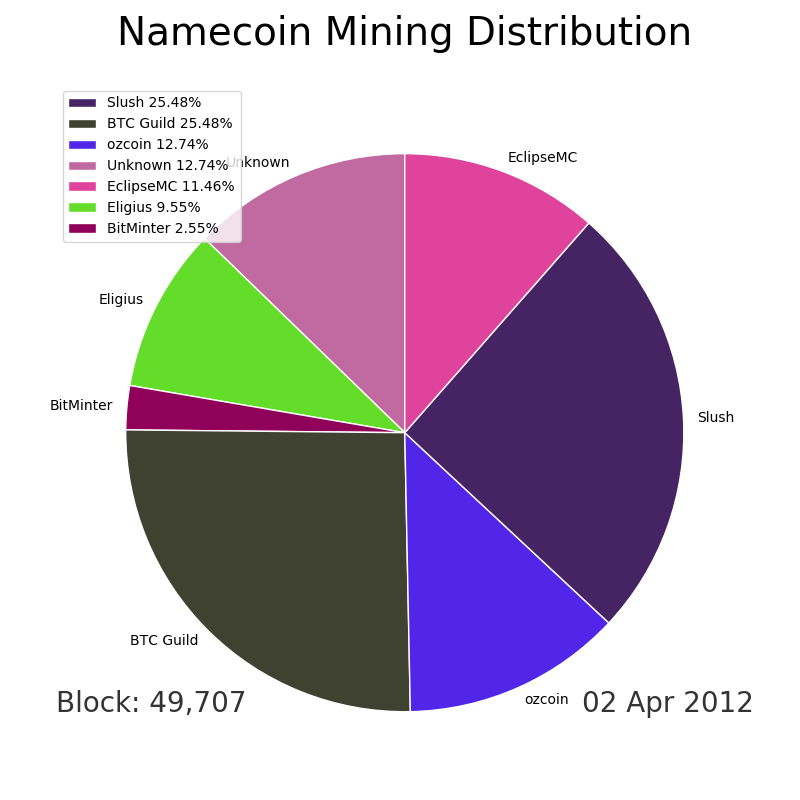 Namecoin Mining Distribution
Slush 25.48%
BTC Guild 25.48%
ozcoin 12.74%
Unknown 12.74%
EclipseMC 11.46%
Eligius 9.55%
BitMinter 2.55%
Unknown
EclipseMC
Eligius
BitMinter
Slush
BTC Guild
ozcoin
Block: 49,707
02 Apr 2012